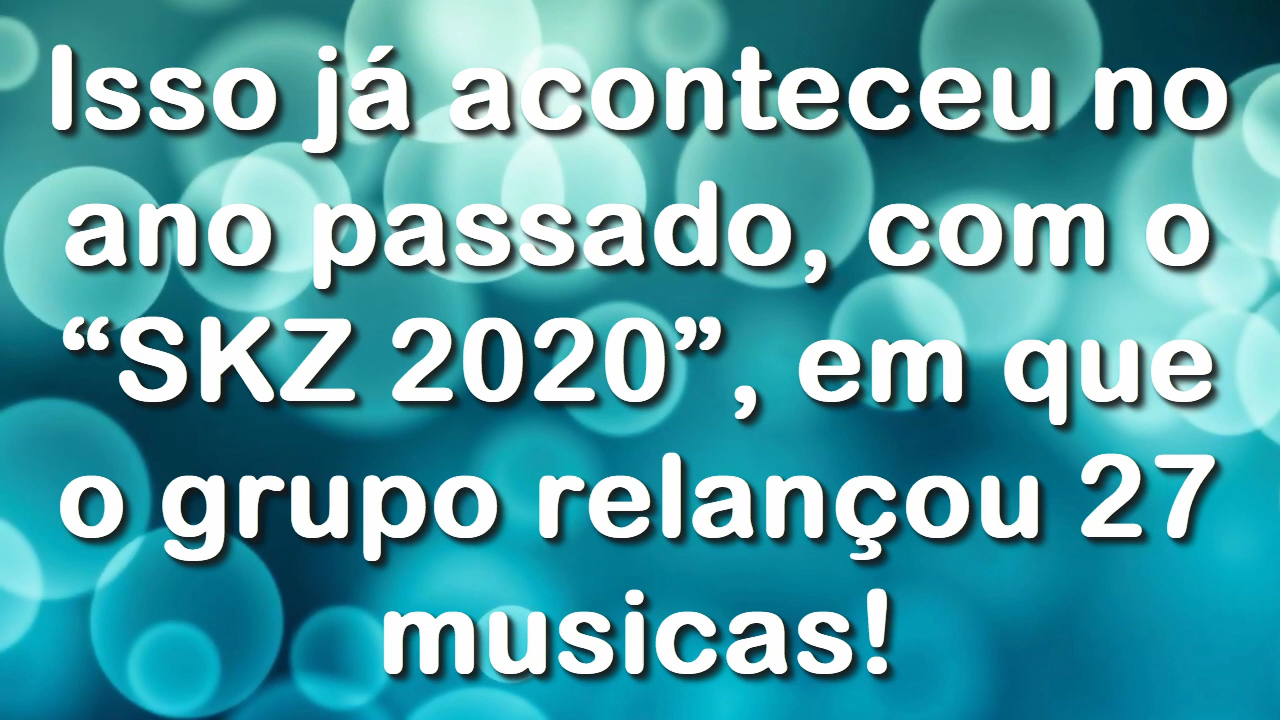 Isso já aconteceu no
ano passado, com o
“SKZ 2020”, em que
o grupo relançou 27
musicas!